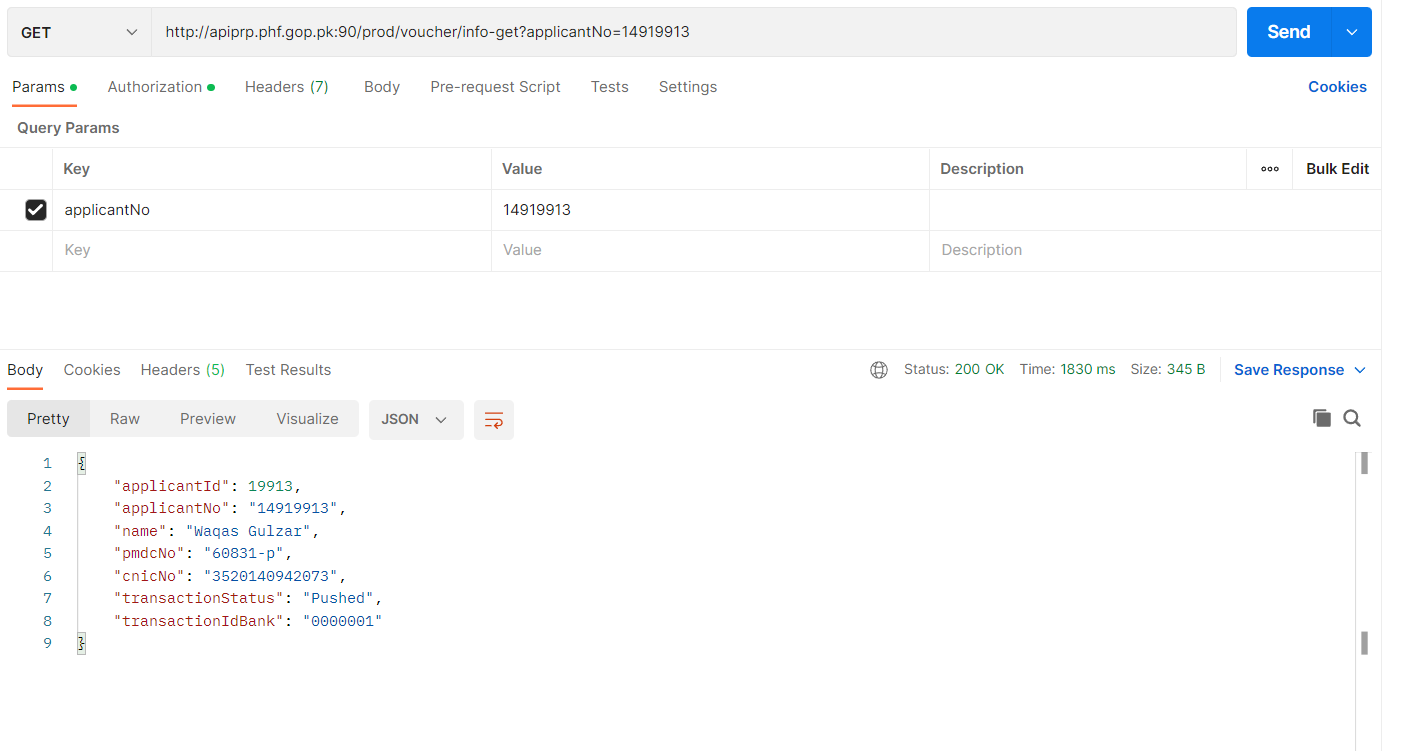 GET http://apiprp.phf.gop.pk:90/prod/voucher/info-get?applicantNo=14919913 Send
Params Authorization Headers (7) Body Pre-request Script Tests Settings Cookies
Query Params
Key Value Description ooo Bulk Edit
applicantNo 14919913
Key Value Description
Body Cookies Headers (5) Test Results Status: 200 OK Time: 1830 ms Size: 345 B Save Response
Pretty Raw Preview Visualize JSON
1 {
2 "applicantId": 19913,
3 "applicantNo": "14919913",
4 "name": "Waqas Gulzar",
5 "pmdcNo": "60831-p",
6 "cnicNo": "3520140942073",
7 "transactionStatus": "Pushed",
8 "transactionIdBank": "0000001"
9 }